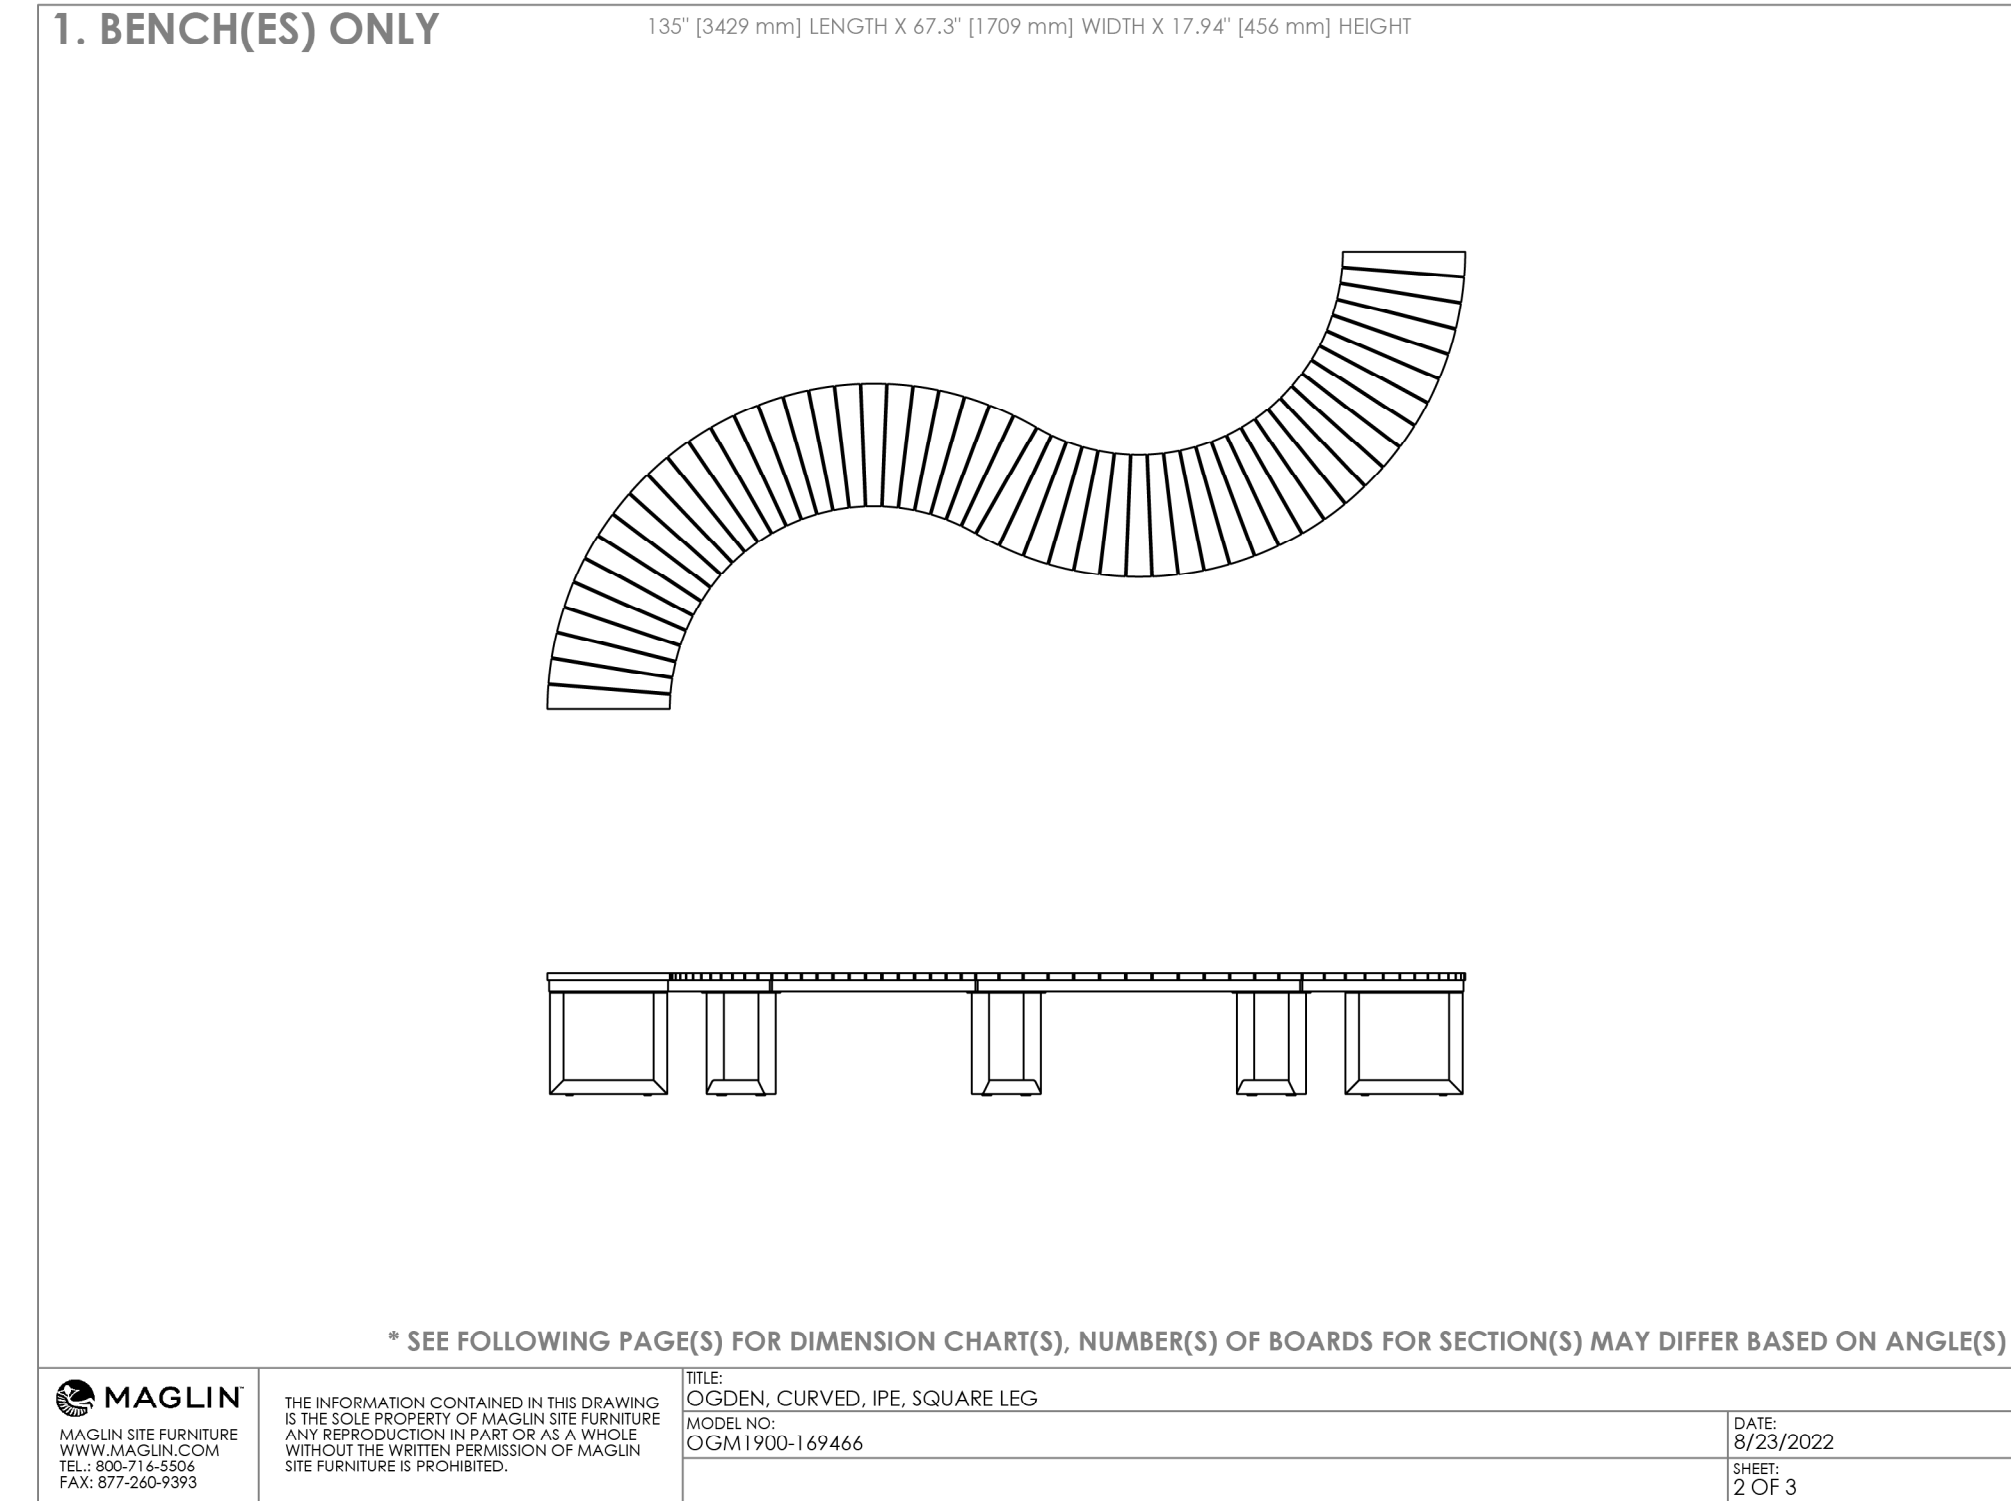 1. BENCH(ES) ONLY
135" [3429 mm] LENGTH X 67.3" [1709 mm] WIDTH X 17.94" [456 mm] HEIGHT
* SEE FOLLOWING PAGE(S) FOR DIMENSION CHART(S), NUMBER(S) OF BOARDS FOR SECTION(S) MAY DIFFER BASED ON ANGLE(S)
MAGLIN™
MAGLIN SITE FURNITURE
WWW.MAGLIN.COM
TEL.: 800-716-5506
FAX: 877-260-9393
THE INFORMATION CONTAINED IN THIS DRAWING
IS THE SOLE PROPERTY OF MAGLIN SITE FURNITURE
ANY REPRODUCTION IN PART OR AS A WHOLE
WITHOUT THE WRITTEN PERMISSION OF MAGLIN
SITE FURNITURE IS PROHIBITED.
TITLE:
OGDEN, CURVED, IPE, SQUARE LEG
MODEL NO:
OGM1900-169466
DATE:
8/23/2022
SHEET:
2 OF 3